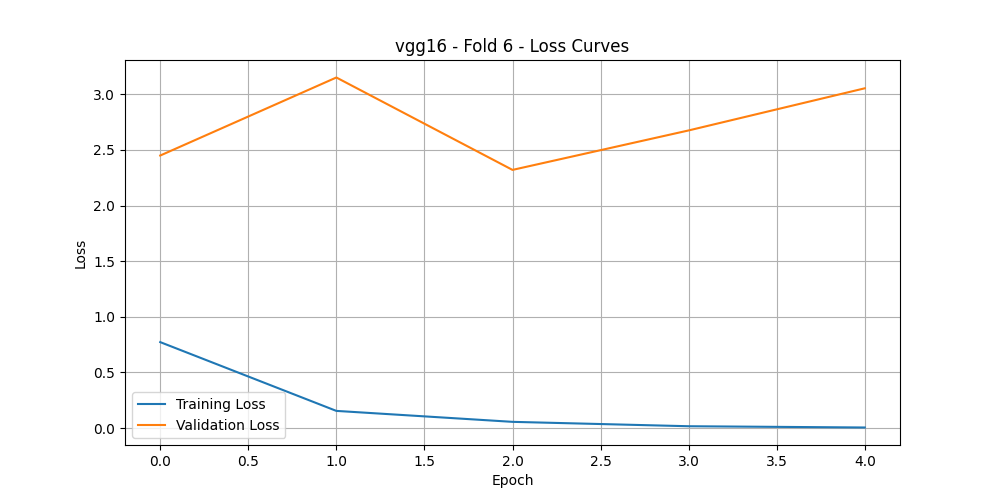 vgg16 - Fold 6 - Loss Curves
3.0
2.5
2.0
1.5
1.0
0.5
0.0
Loss
Training Loss
Validation Loss
0.0 0.5 1.0 1.5 2.0 2.5 3.0 3.5 4.0
Epoch